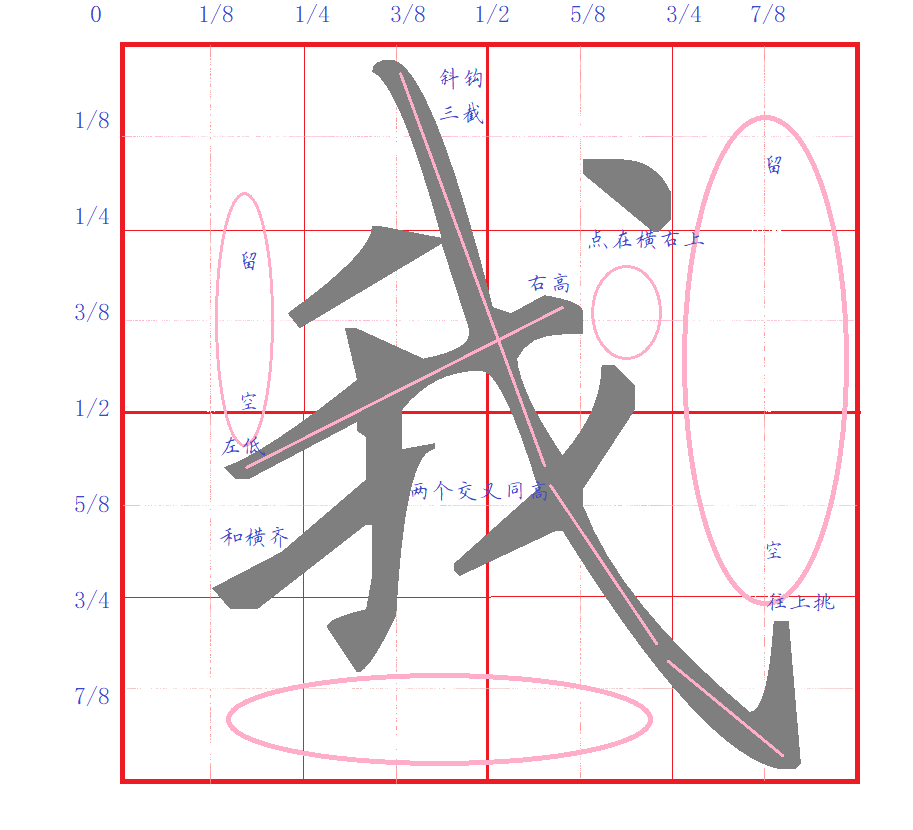 0 1/8 1/4 3/8 1/2 5/8 3/4 7/8
斜钩
三截
1/8
留
1/4
点在横右上
留
右高
3/8
我
空
1/2
左低
两个交叉同高
5/8
和横齐
空
3/4
往上挑
7/8